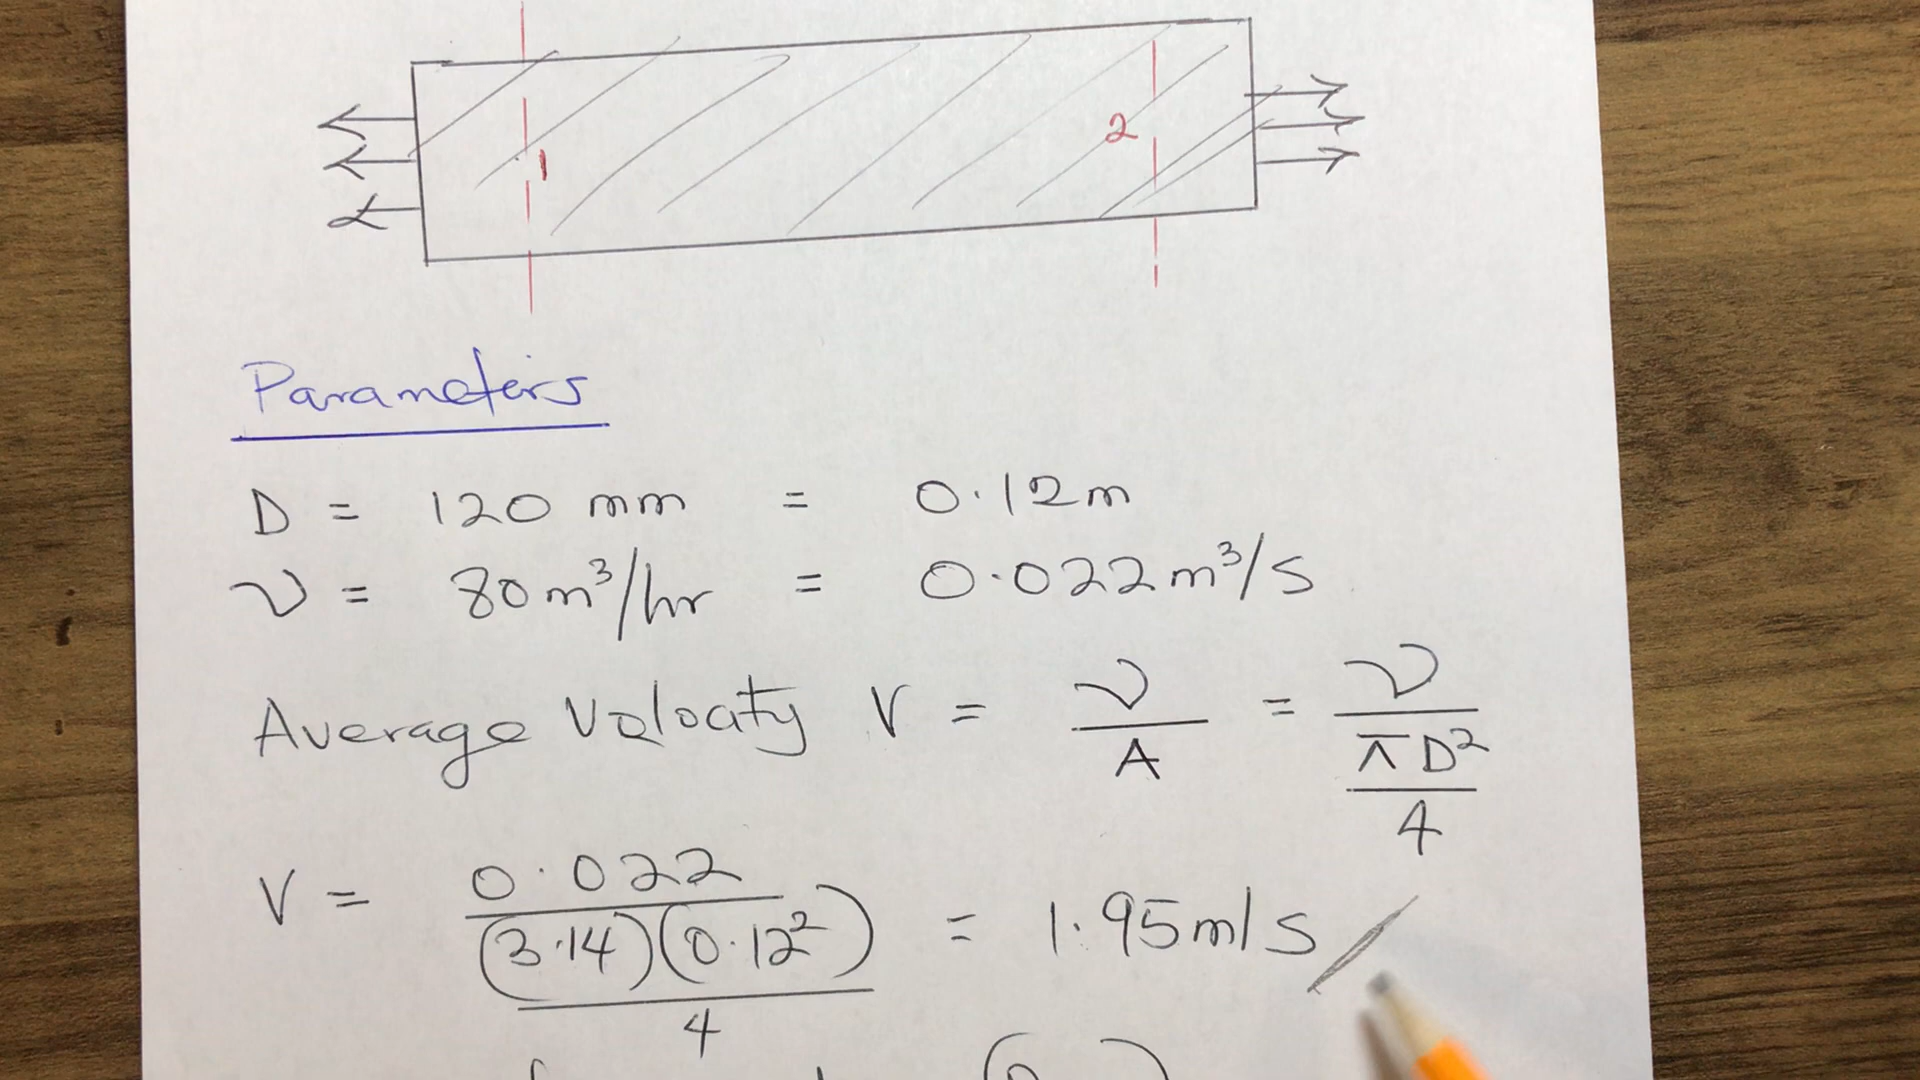 1 2
Parameters
D = 120 mm = 0.12m
V = 80m³/hr = 0.022m³/s
Average Velocity V = V/A = V/(πD²/4)
V = 0.022/((3.14)(0.12²)/4) = 1.95m/s